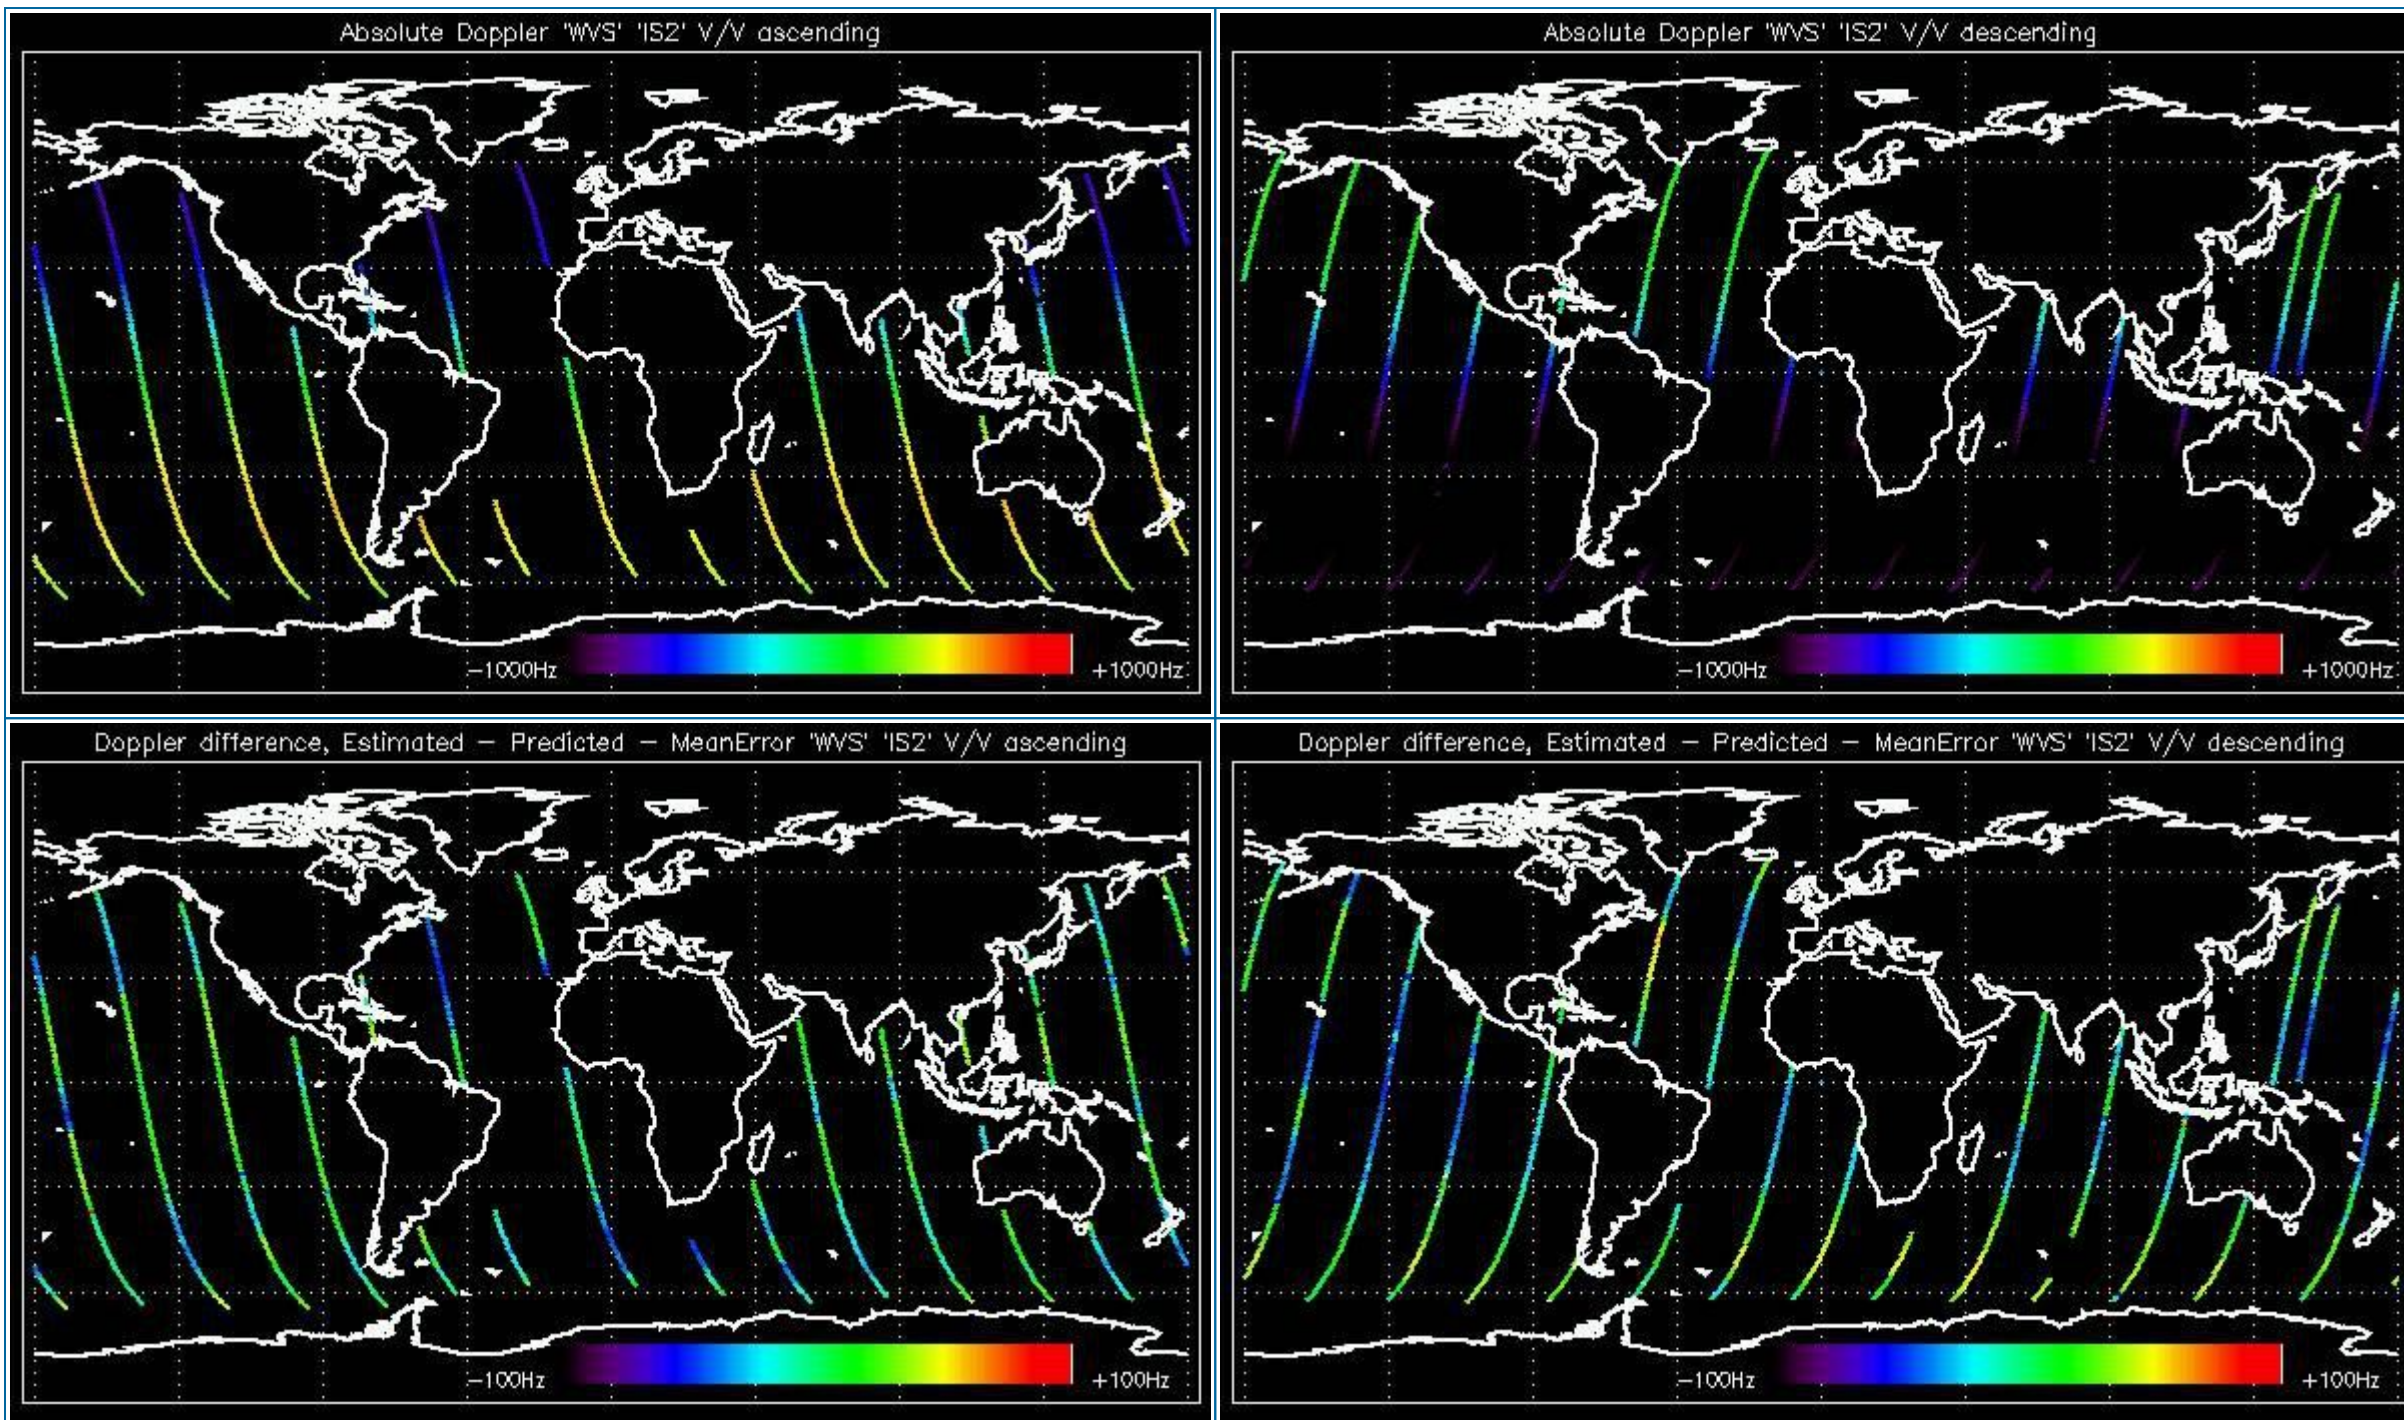 Absolute Doppler 'WVS' 'IS2' V/V ascending
-1000Hz
+1000Hz
Absolute Doppler 'WVS' 'IS2' V/V descending
-1000Hz
+1000Hz
Doppler difference, Estimated - Predicted - MeanError 'WVS' 'IS2' V/V ascending
-100Hz
+100Hz
Doppler difference, Estimated - Predicted - MeanError 'WVS' 'IS2' V/V descending
-100Hz
+100Hz